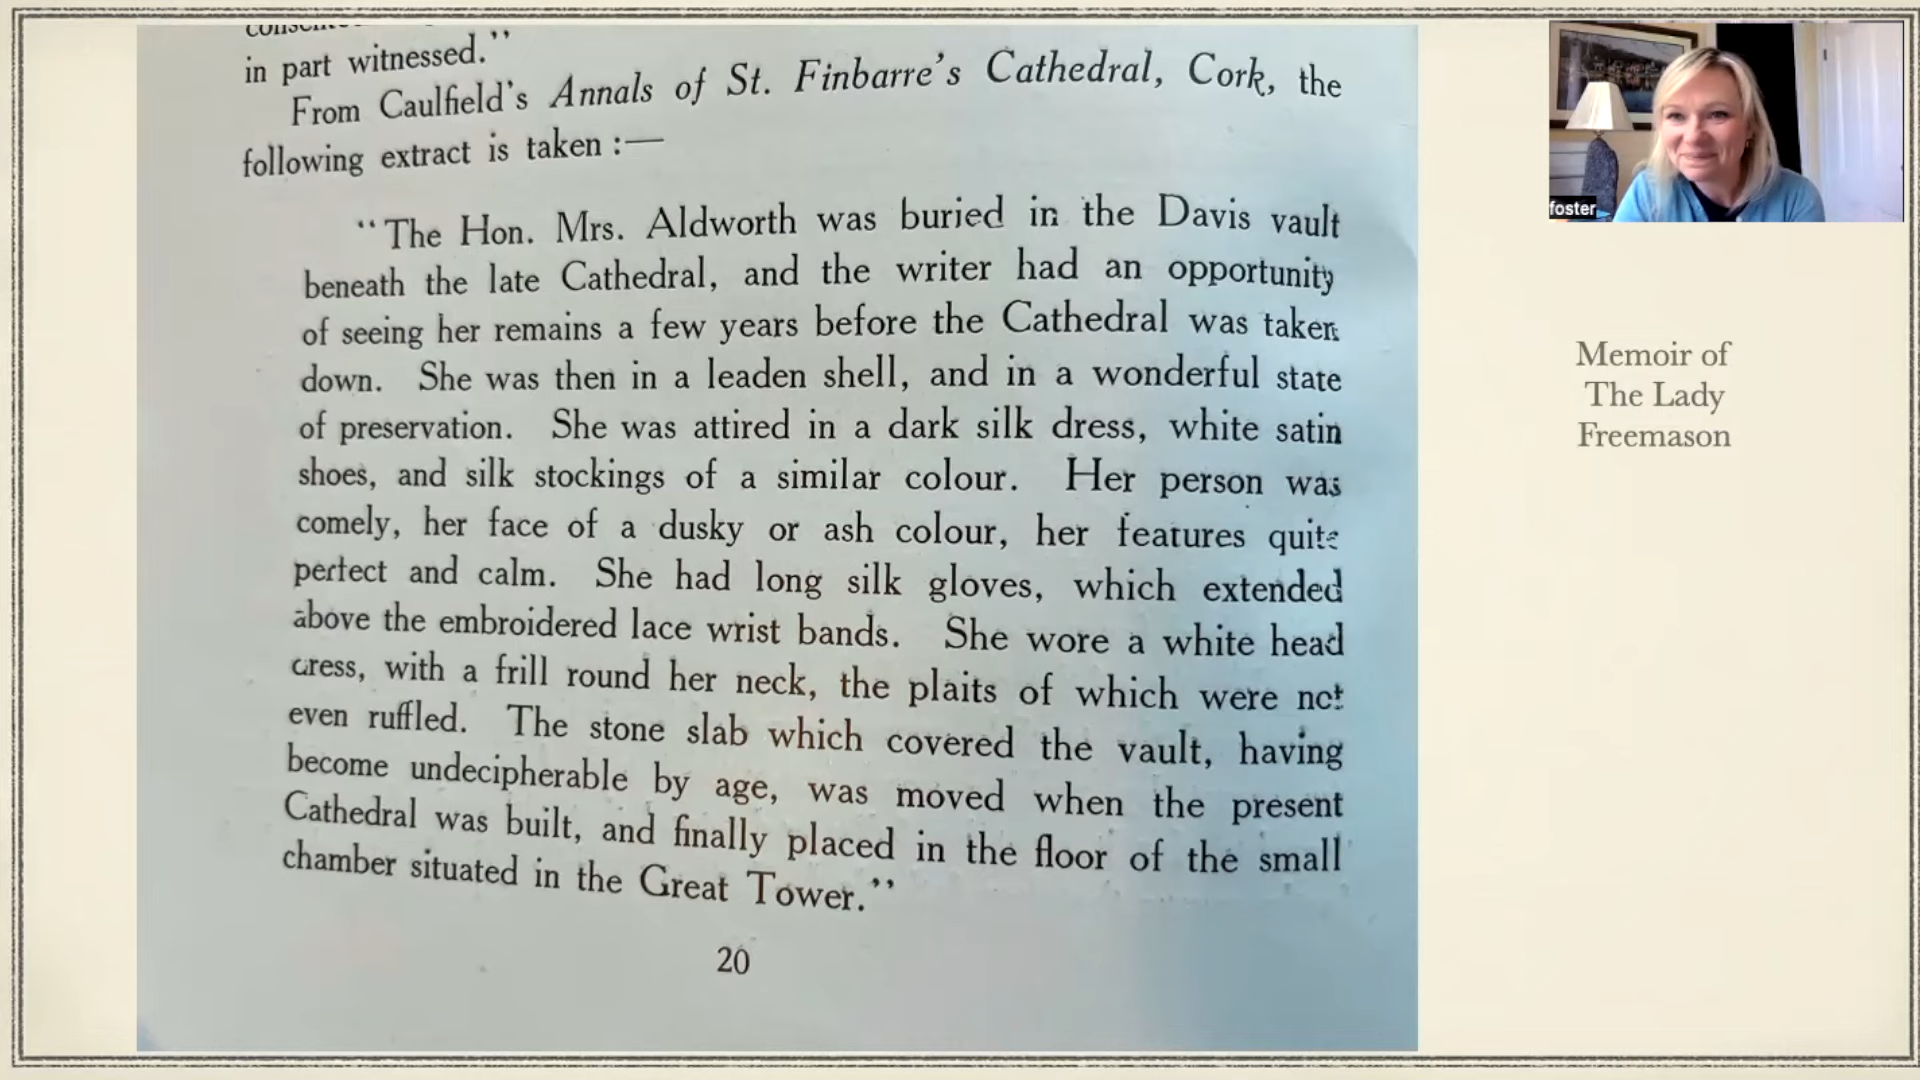 in part witnessed.”
From Caulfield’s Annals of St. Finbarre’s Cathedral, Cork, the
following extract is taken :—
“The Hon. Mrs. Aldworth was buried in the Davis vault
beneath the late Cathedral, and the writer had an opportunity
of seeing her remains a few years before the Cathedral was taken
down. She was then in a leaden shell, and in a wonderful state
of preservation. She was attired in a dark silk dress, white satin
shoes, and silk stockings of a similar colour. Her person was
comely, her face of a dusky or ash colour, her features quite
perfect and calm. She had long silk gloves, which extended
above the embroidered lace wrist bands. She wore a white head
dress, with a frill round her neck, the plaits of which were not
even ruffled. The stone slab which covered the vault, having
become undecipherable by age, was moved when the present
Cathedral was built, and finally placed in the floor of the small
chamber situated in the Great Tower.”
20
foster
Memoir of
The Lady
Freemason